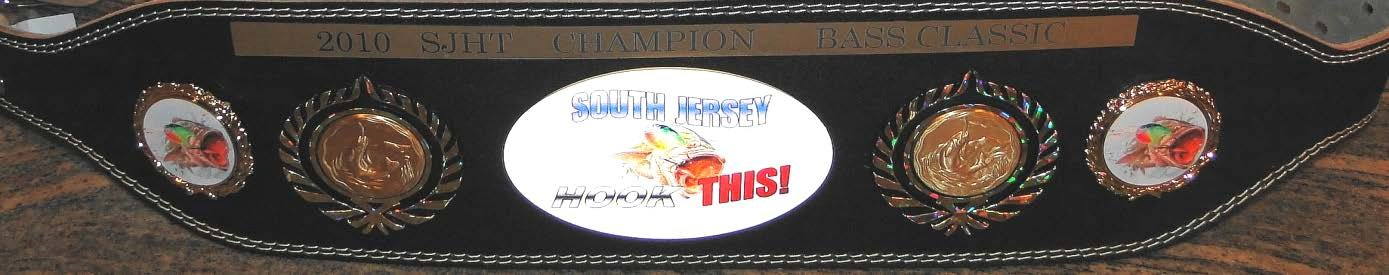 2010 SJHT CHAMPION BASS CLASSIC
SOUTH JERSEY
HOOK THIS!